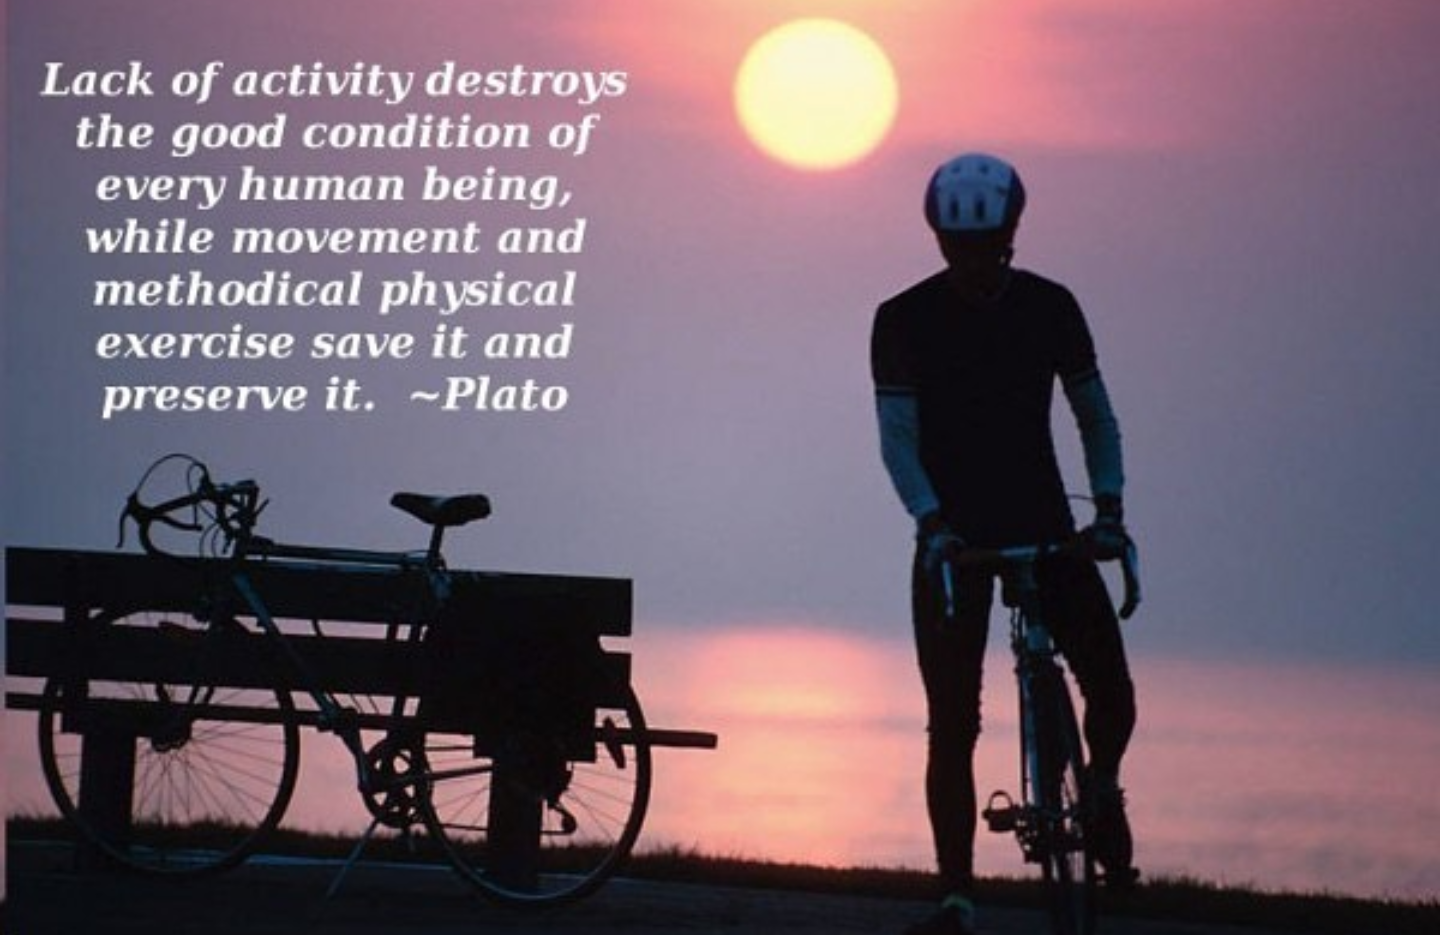 Lack of activity destroys
the good condition of
every human being,
while movement and
methodical physical
exercise save it and
preserve it.  ~Plato